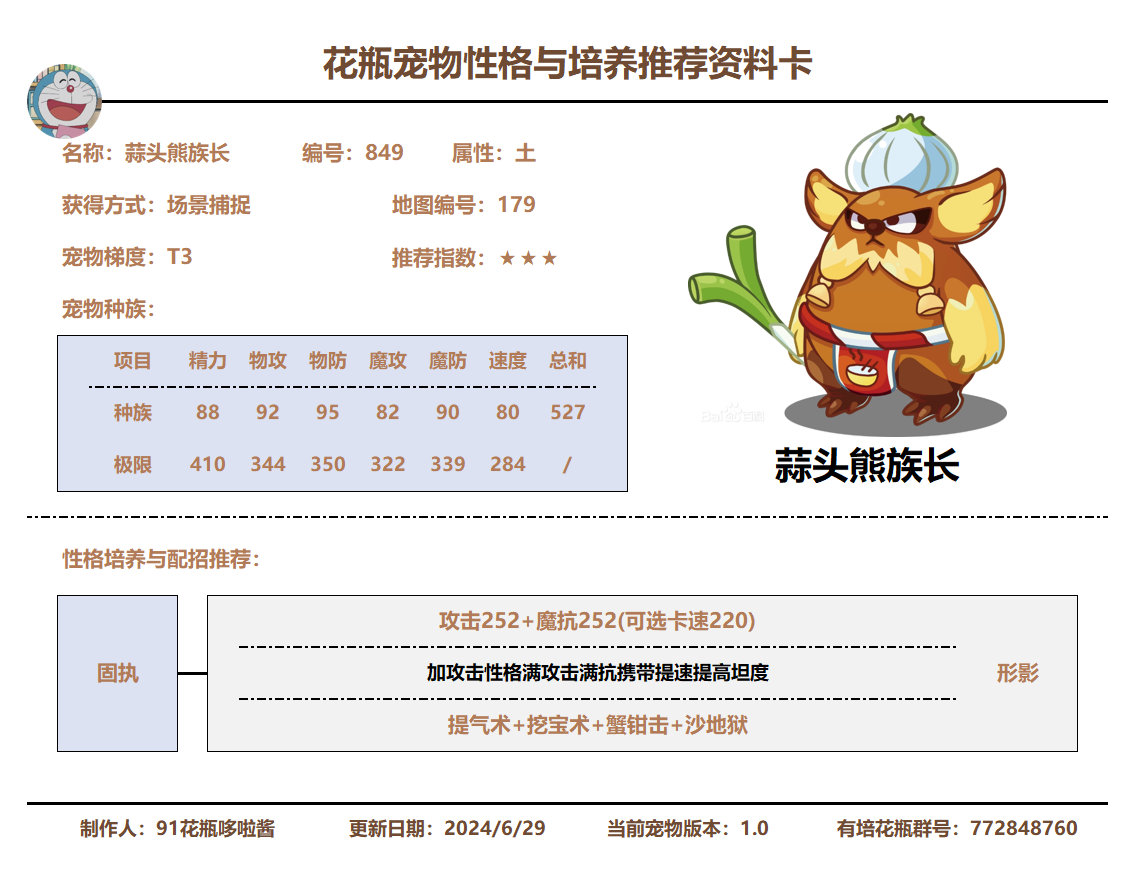 花瓶宠物性格与培养推荐资料卡
名称：蒜头熊族长 编号：849 属性：土
获得方式：场景捕捉 地图编号：179
宠物梯度：T3 推荐指数：★★★
宠物种族：
项目 精力 物攻 物防 魔攻 魔防 速度 总和
种族 88 92 95 82 90 80 527
极限 410 344 350 322 339 284 /
Baidu百科
蒜头熊族长
性格培养与配招推荐：
固执
攻击252+魔抗252(可选卡速220)
加攻击性格满攻击满抗携带提速提高坦度
提气术+挖宝术+蟹钳击+沙地狱
形影
制作人：91花瓶哆啦酱 更新日期：2024/6/29 当前宠物版本：1.0 有培花瓶群号：772848760